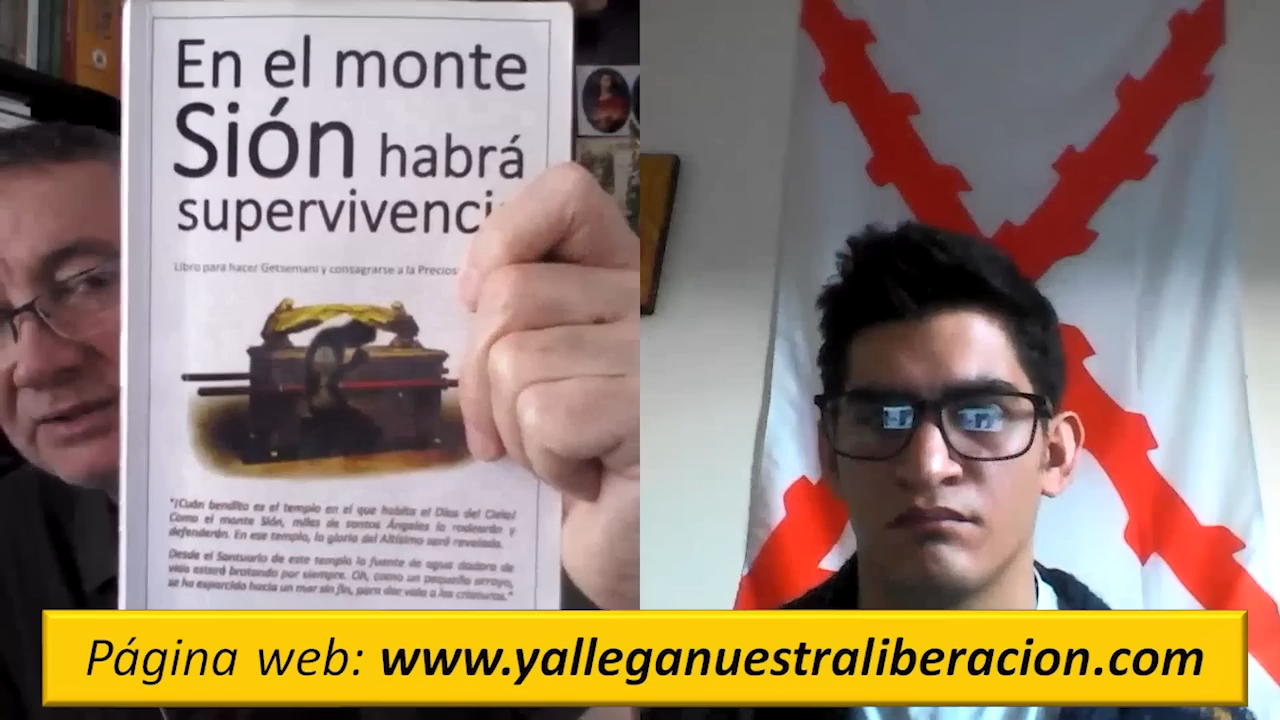 En el monte
Sión habrá
supervivenci
Libro para hacer Getsemaní y consagrarse a la Precios
"¡Cuán bendito es el templo en el que habita el Dios del Cielo!
Como el monte Sión, miles de santos Ángeles lo rodearán y
defenderán. En ese templo, la gloria del Altísimo será revelada.
Desde el Santuario de este templo la fuente de agua dadora de
vida estará brotando por siempre. Oh, como un pequeño arroyo,
se ha esparcido hacia un mar sin fin, para dar vida a las criaturas."
Página web: www.yalleganuestraliberacion.com